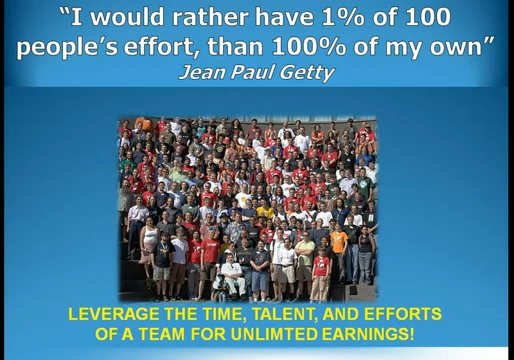 “I would rather have 1% of 100
people’s effort, than 100% of my own”
Jean Paul Getty
LEVERAGE THE TIME, TALENT, AND EFFORTS
OF A TEAM FOR UNLIMTED EARNINGS!